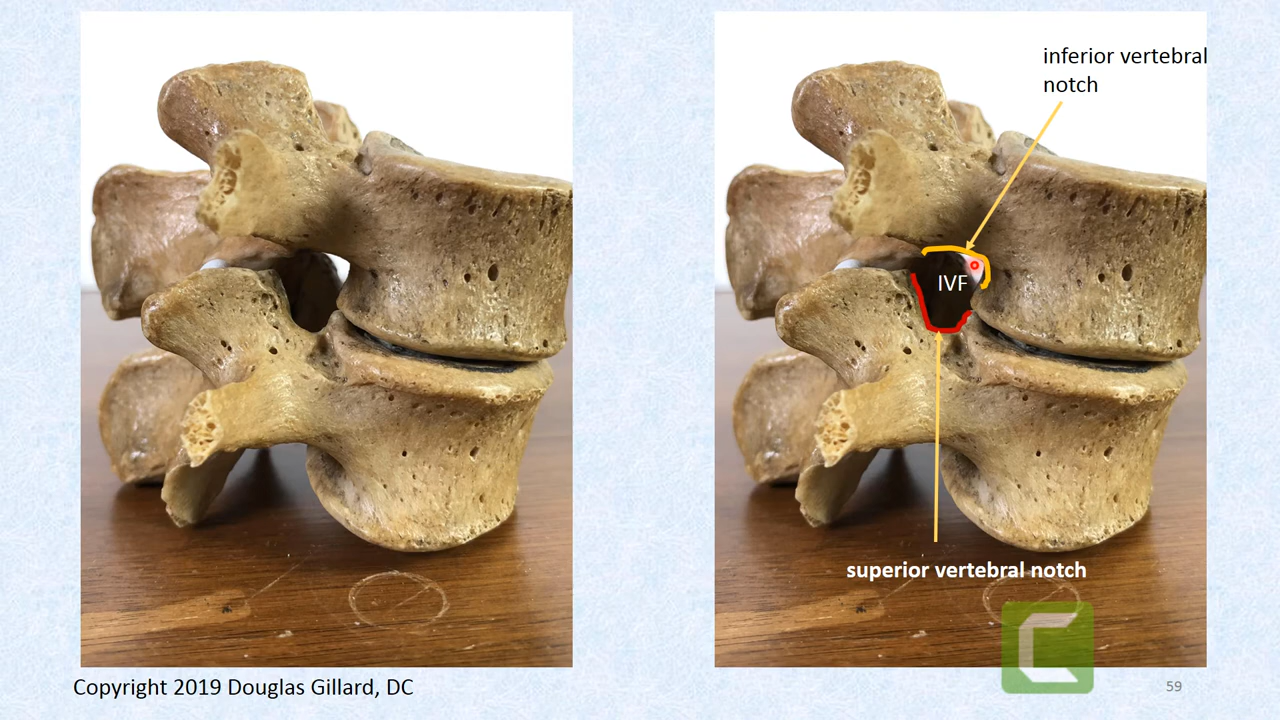 inferior vertebral
notch
IVF
superior vertebral notch
Copyright 2019 Douglas Gillard, DC
59